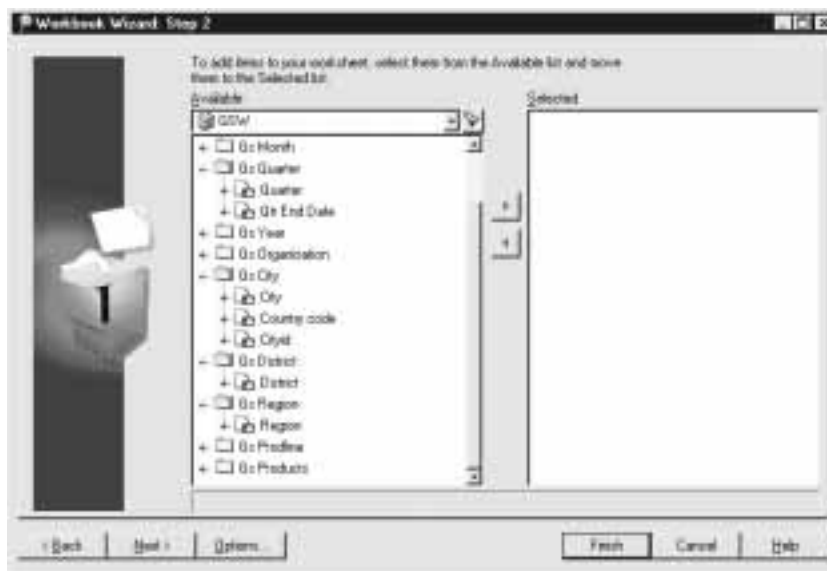 Workbook Wizard: Step 2
To add items to your worksheet, select them from the Available list and move
them to the Selected list.
Available
Selected
GSW
Gs Month
Gs Quarter
Quarter
Qtr End Date
Gs Year
Gs Organisation
Gs City
City
Country code
Cityid
Gs District
District
Gs Region
Region
Gs Prodline
Gs Products
< Back
Next >
Options...
Finish
Cancel
Help